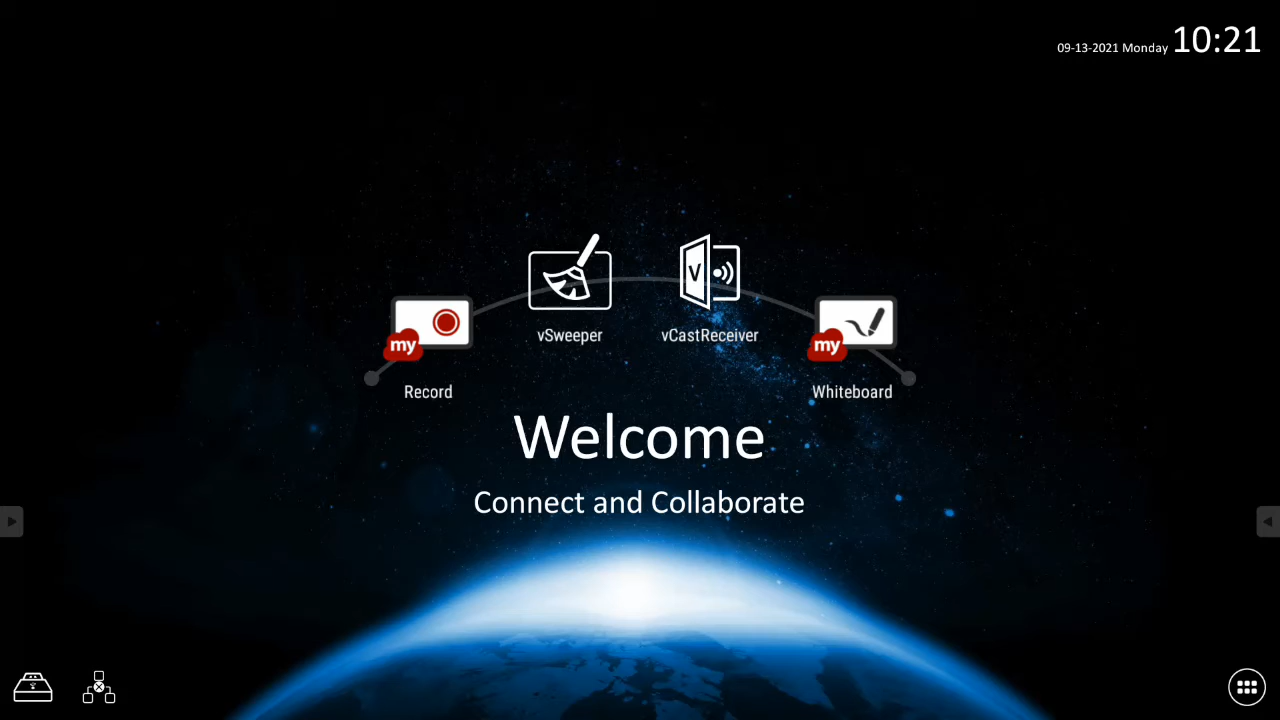 09-13-2021 Monday 10:21
V
vSweeper
vCastReceiver
my
my
Record
Whiteboard
Welcome
Connect and Collaborate